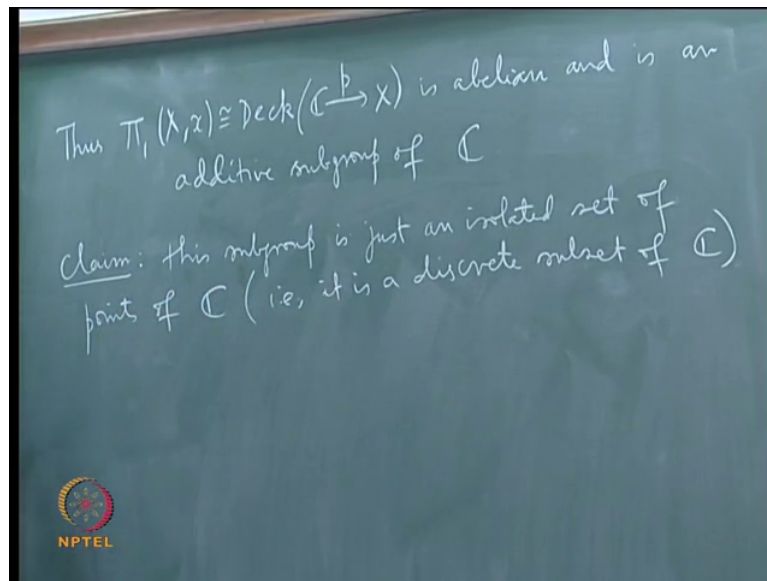 Thus π₁(X,x) ≅ Deck(ℂ →ᵖ X) is abelian and is an
additive subgroup of ℂ
Claim: this subgroup is just an isolated set of
points of ℂ (i.e, it is a discrete subset of ℂ)
NPTEL